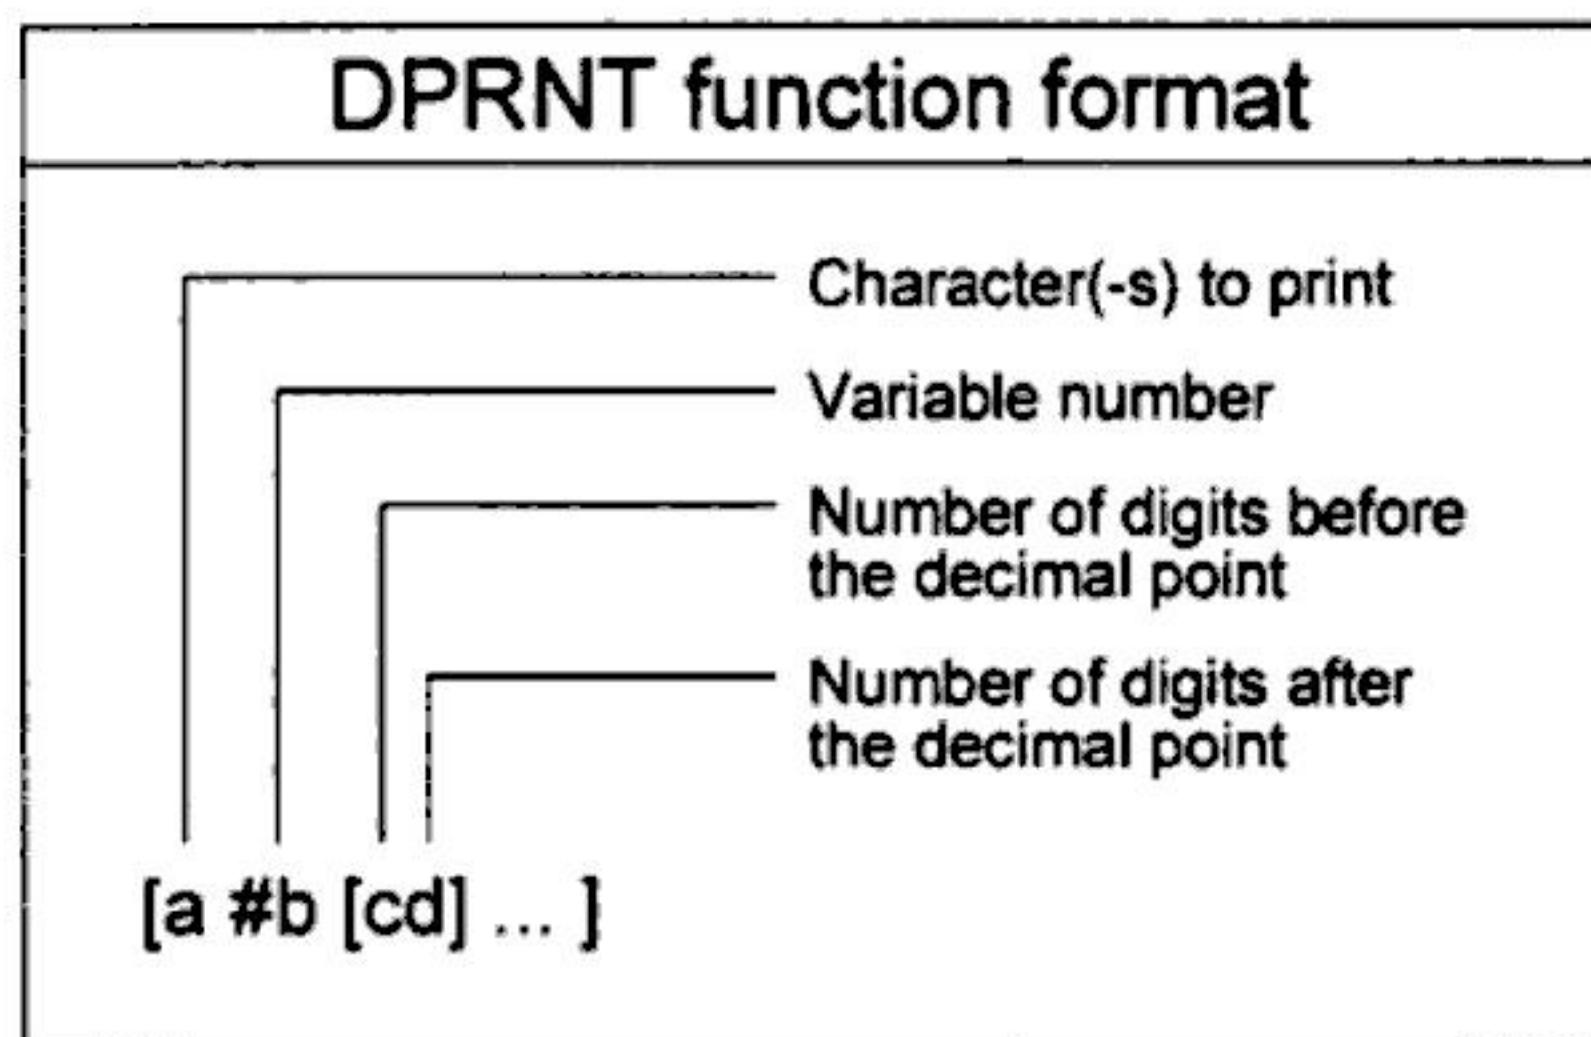 DPRNT function format
Character(-s) to print
Variable number
Number of digits before
the decimal point
Number of digits after
the decimal point
[a #b [cd] ... ]